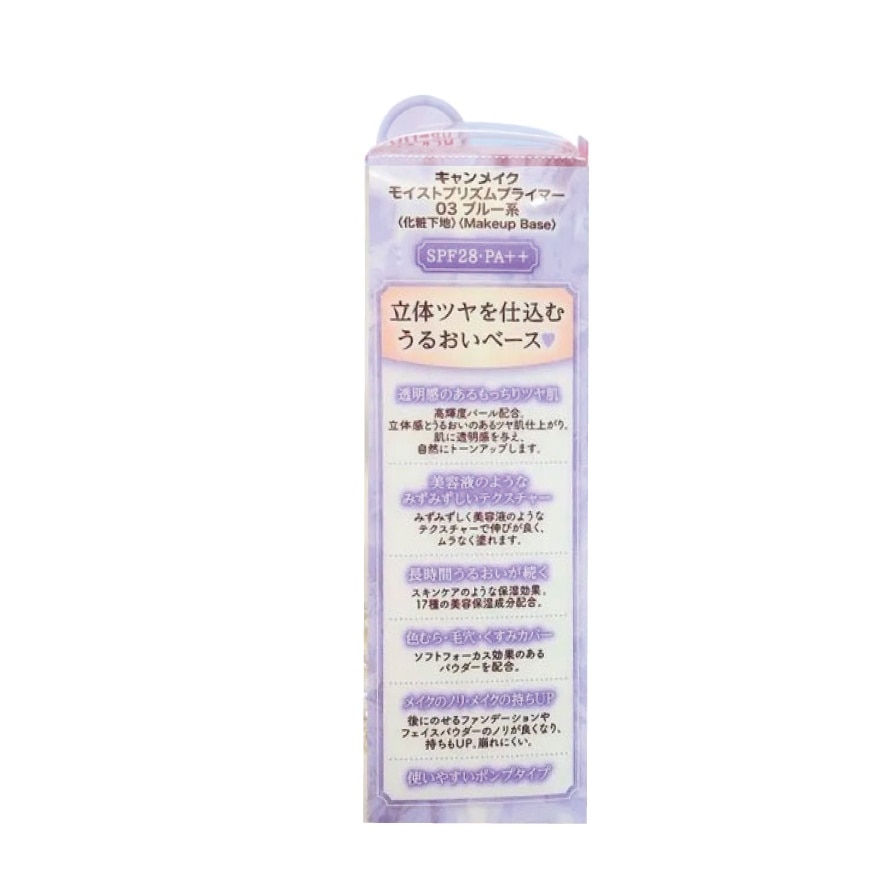 キャンメイク
モイストプリズムプライマー
03 ブルー系
〈化粧下地〉〈Makeup Base〉
SPF28・PA++
立体ツヤを仕込む
うるおいベース♥
透明感のあるもっちりツヤ肌
高輝度パール配合。
立体感とうるおいのあるツヤ肌仕上がり。
肌に透明感を与え、
自然にトーンアップします。
美容液のような
みずみずしいテクスチャー
みずみずしく美容液のような
テクスチャーで伸びが良く、
ムラなく塗れます。
長時間うるおいが続く
スキンケアのような保湿効果。
17種の美容保湿成分配合。
色むら・毛穴・くすみカバー
ソフトフォーカス効果のある
パウダーを配合。
メイクのノリ・メイクの持ちUP
後にのせるファンデーションや
フェイスパウダーのノリが良くなり、
持ちもUP。崩れにくい。
使いやすいポンプタイプ